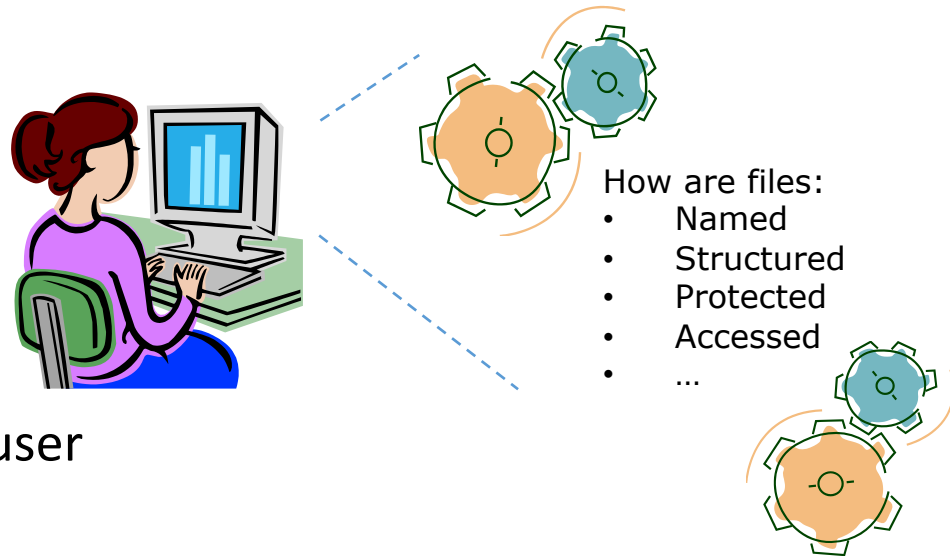 How are files:
• Named
• Structured
• Protected
• Accessed
• …
user